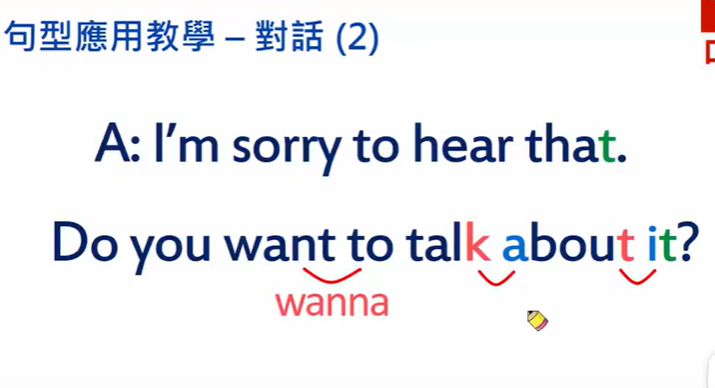 句型應用教學 – 對話 (2)
A: I'm sorry to hear that.
Do you want to talk about it?
wanna